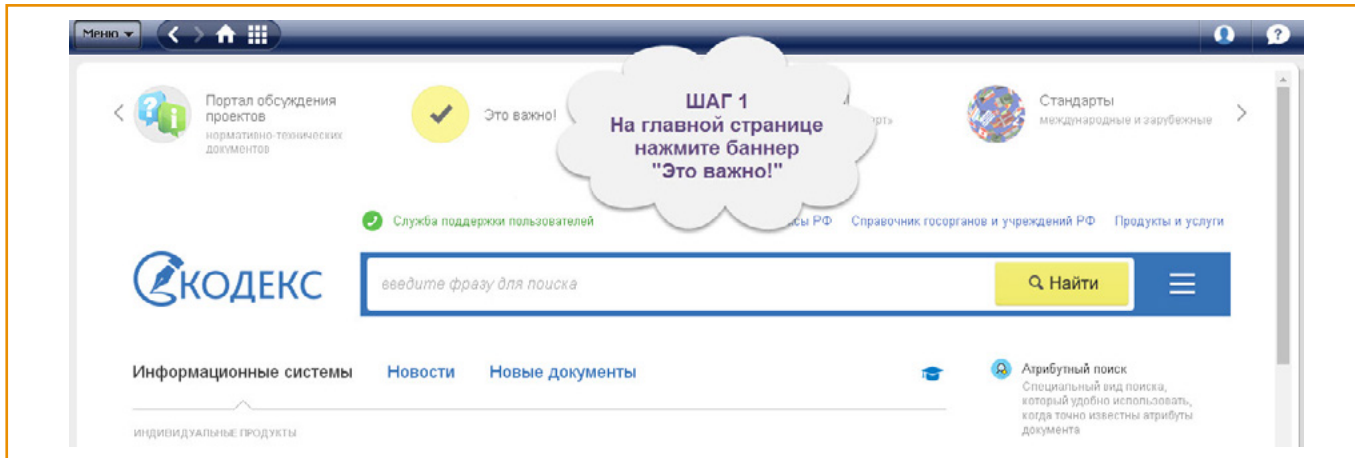 Меню
Портал обсуждения
проектов
нормативно-технических
документов
Это важно!
ШАГ 1
На главной странице
нажмите баннер
"Это важно!"
Стандарты
международные и зарубежные
Служба поддержки пользователей
РФ
Справочник госорганов и учреждений РФ
Продукты и услуги
КОДЕКС
введите фразу для поиска
Найти
Информационные системы
Новости
Новые документы
Атрибутный поиск
Специальный вид поиска,
который удобно использовать,
когда точно известны атрибуты
документа
ИНДИВИДУАЛЬНЫЕ ПРОДУКТЫ